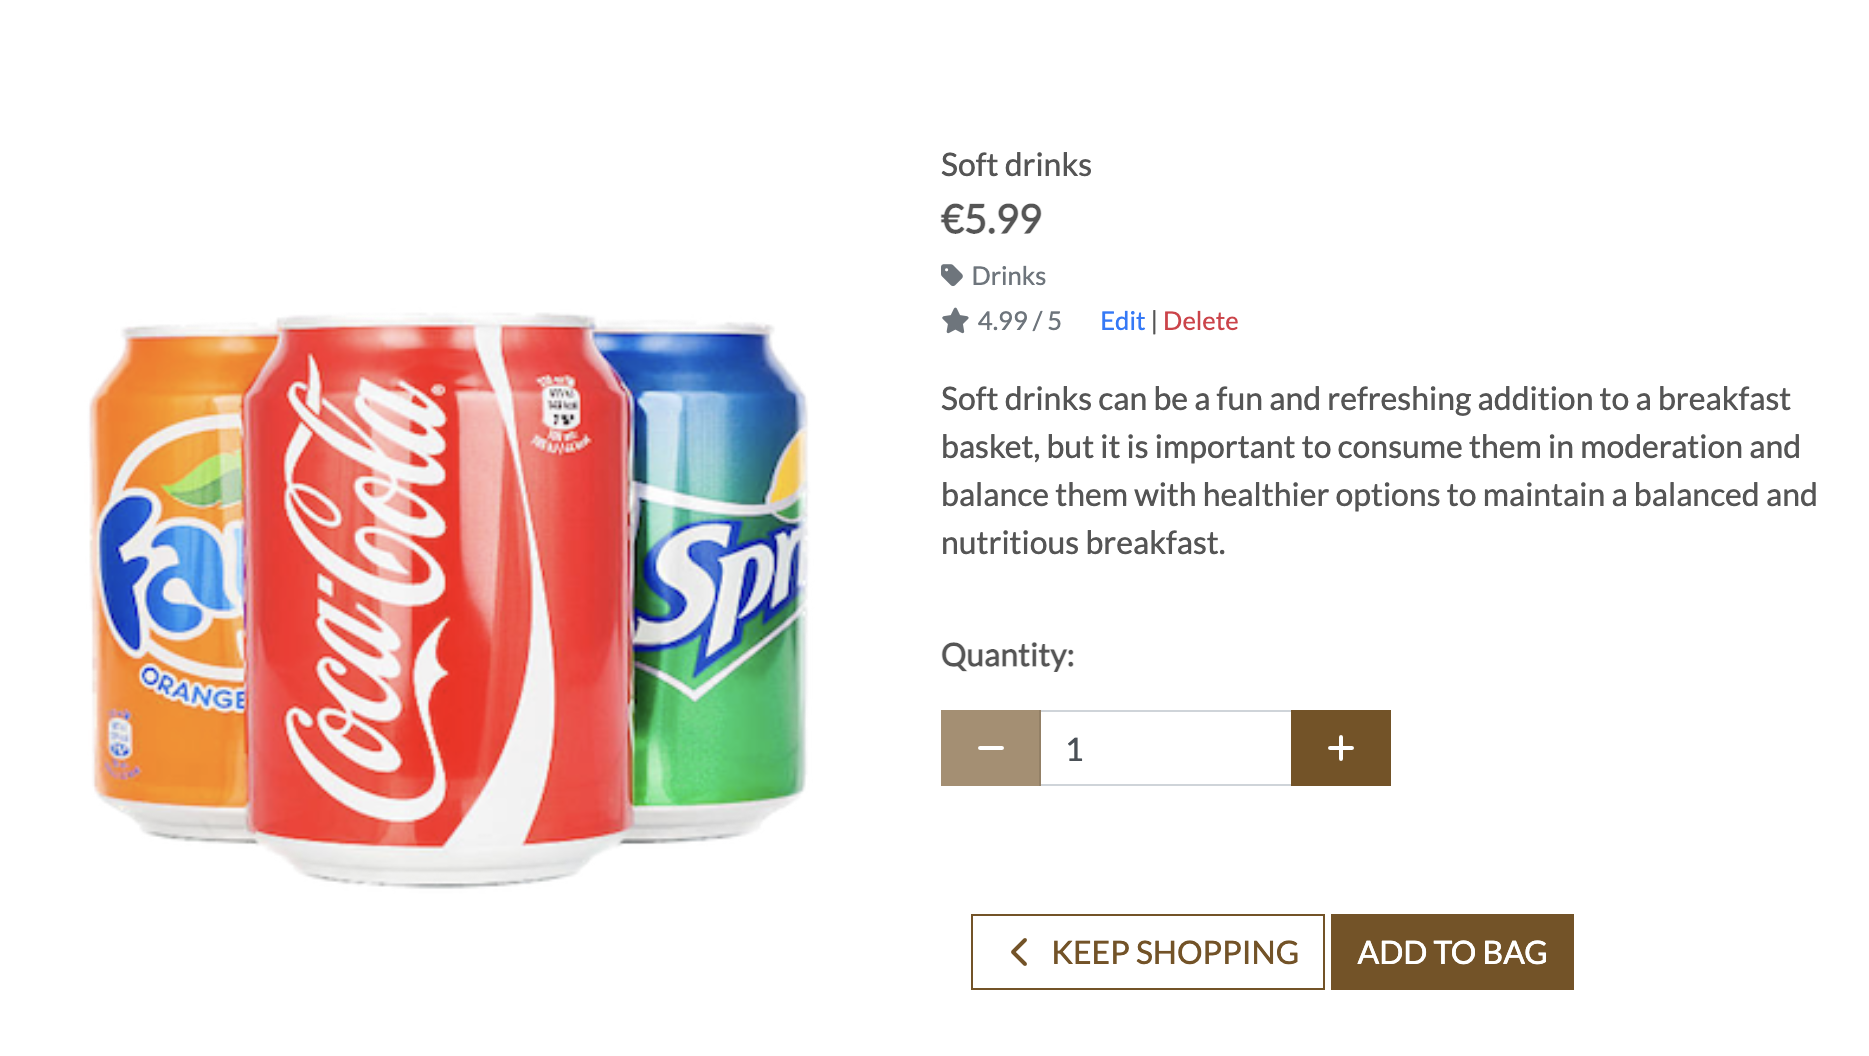 Soft drinks
€5.99
Drinks
4.99 / 5 Edit | Delete
Soft drinks can be a fun and refreshing addition to a breakfast
basket, but it is important to consume them in moderation and
balance them with healthier options to maintain a balanced and
nutritious breakfast.
Quantity:
− 1 +
KEEP SHOPPING ADD TO BAG
Fa
ORANGE
Coca-Cola
Spr